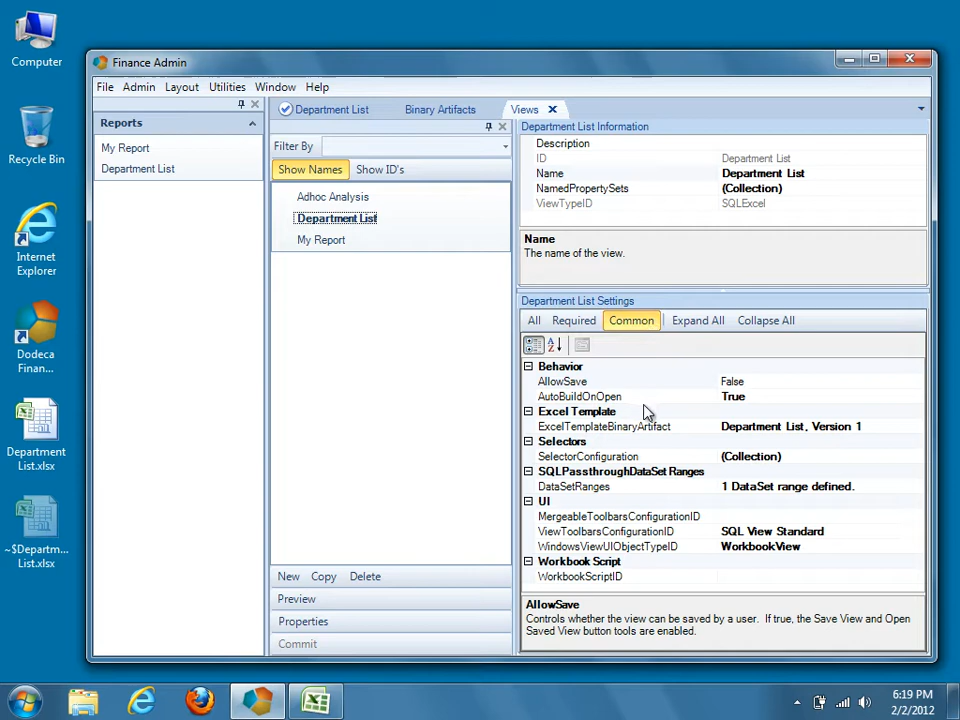 Computer
Recycle Bin
Internet
Explorer
Dodeca
Finan...
Department
List.xlsx
~$Departm...
List.xlsx
Finance Admin
File Admin Layout Utilities Window Help
Reports
My Report
Department List
Department List Binary Artifacts Views
Filter By
Show Names Show ID's
Adhoc Analysis
Department List
My Report
New Copy Delete
Preview
Properties
Commit
Department List Information
Description
ID Department List
Name Department List
NamedPropertySets (Collection)
ViewTypeID SQLExcel
Name
The name of the view.
Department List Settings
All Required Common Expand All Collapse All
Behavior
AllowSave False
AutoBuildOnOpen True
Excel Template
ExcelTemplateBinaryArtifact Department List, Version 1
Selectors
SelectorConfiguration (Collection)
SQLPassthroughDataSet Ranges
DataSetRanges 1 DataSet range defined.
UI
MergeableToolbarsConfigurationID
ViewToolbarsConfigurationID SQL View Standard
WindowsViewUIObjectTypeID WorkbookView
Workbook Script
WorkbookScriptID
AllowSave
Controls whether the view can be saved by a user. If true, the Save View and Open
Saved View button tools are enabled.
6:19 PM
2/2/2012